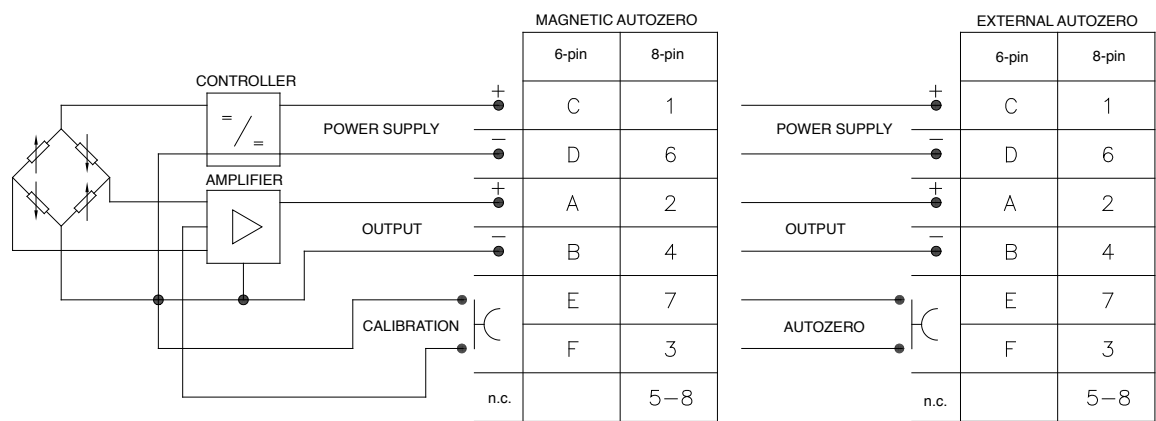 MAGNETIC AUTOZERO
EXTERNAL AUTOZERO
6-pin 8-pin
6-pin 8-pin
CONTROLLER
= / =
POWER SUPPLY
+ C 1
− D 6
POWER SUPPLY
+ C 1
− D 6
AMPLIFIER
OUTPUT
+ A 2
− B 4
OUTPUT
+ A 2
− B 4
CALIBRATION
E 7
F 3
AUTOZERO
E 7
F 3
n.c. 5-8
n.c. 5-8